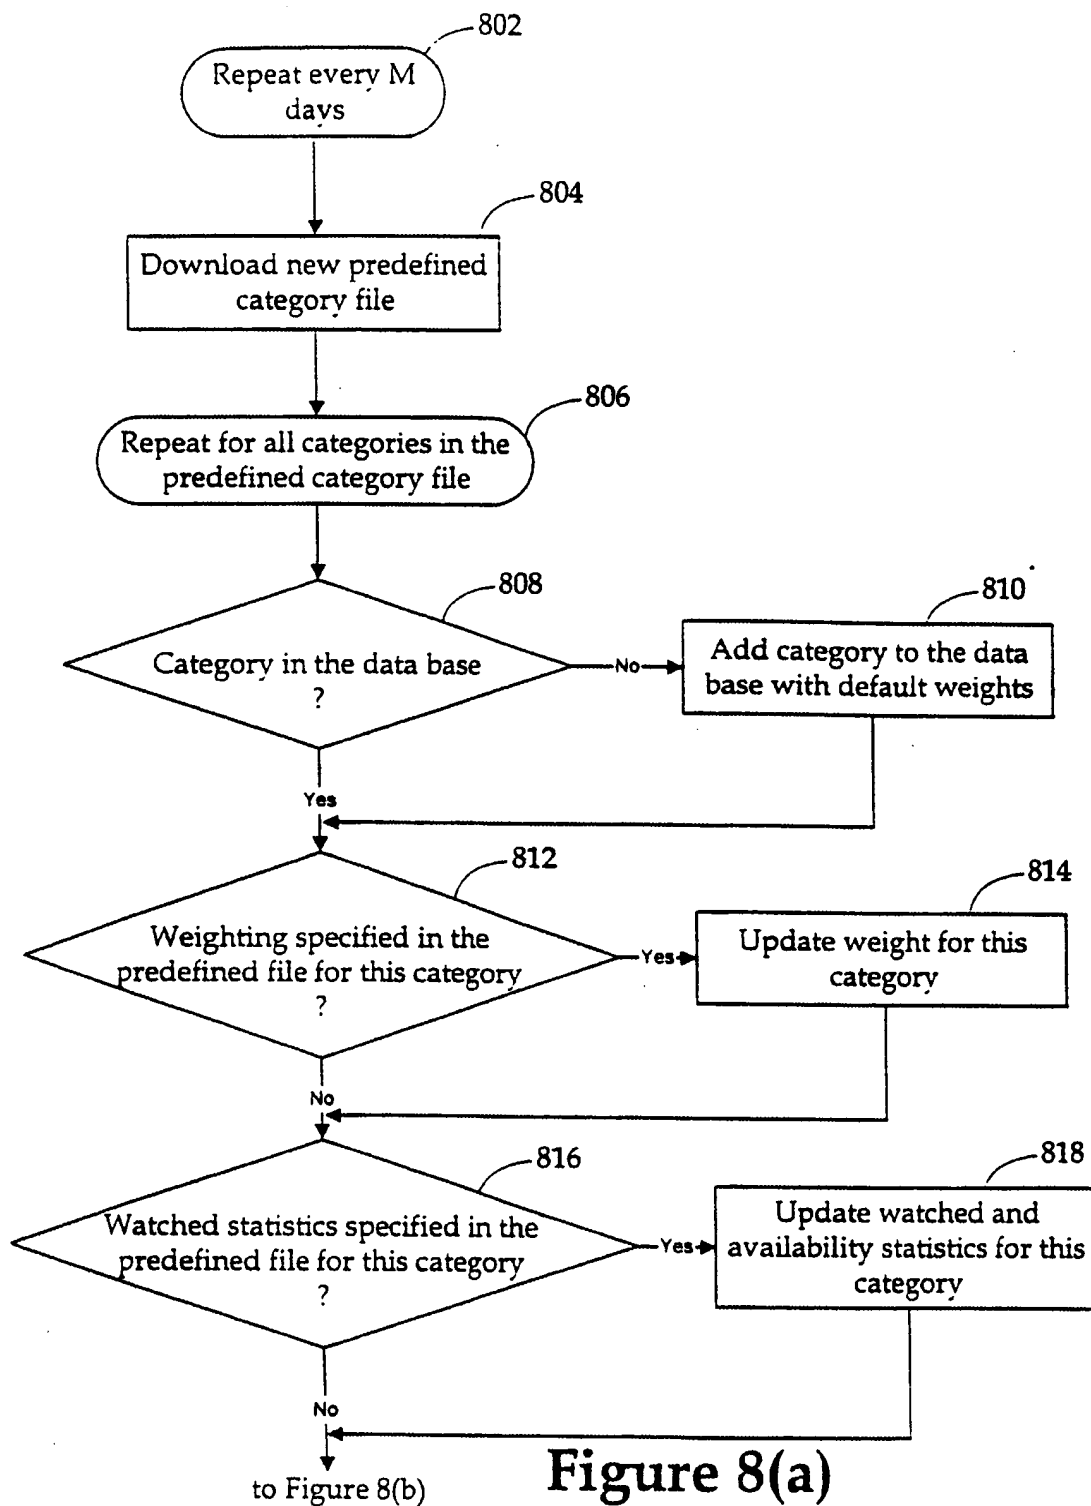 802
Repeat every M
days
804
Download new predefined
category file
806
Repeat for all categories in the
predefined category file
808
Category in the data base
?
No
810
Add category to the data
base with default weights
Yes
812
Weighting specified in the
predefined file for this category
?
Yes
814
Update weight for this
category
No
816
Watched statistics specified in the
predefined file for this category
?
Yes
818
Update watched and
availability statistics for this
category
No
to Figure 8(b)
Figure 8(a)